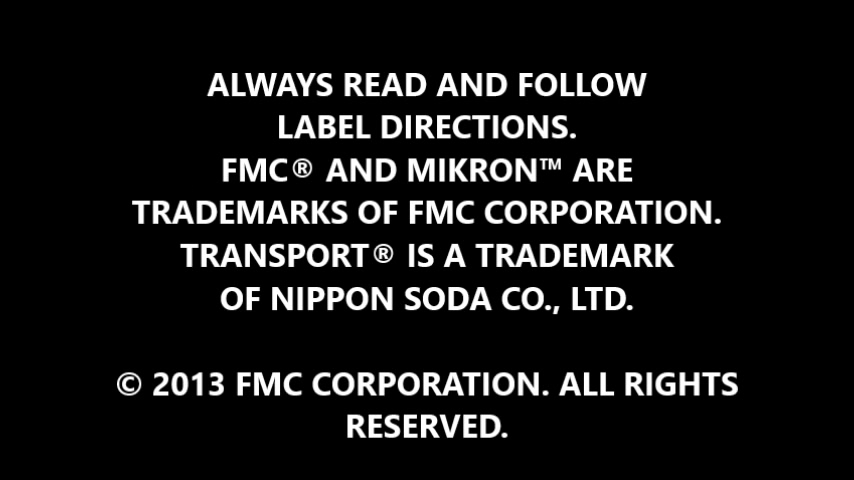 ALWAYS READ AND FOLLOW
LABEL DIRECTIONS.
FMC® AND MIKRON™ ARE
TRADEMARKS OF FMC CORPORATION.
TRANSPORT® IS A TRADEMARK
OF NIPPON SODA CO., LTD.
© 2013 FMC CORPORATION. ALL RIGHTS
RESERVED.